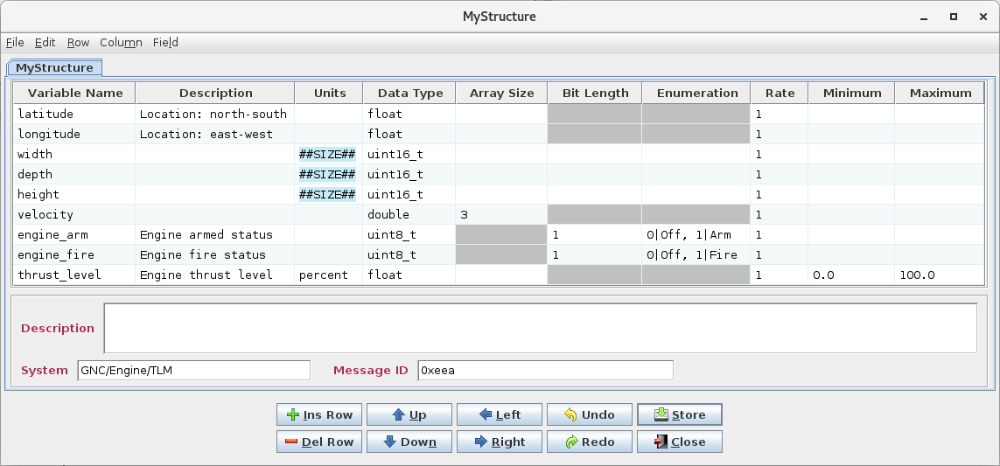 MyStructure
File Edit Row Column Field
MyStructure
Variable Name Description Units Data Type Array Size Bit Length Enumeration Rate Minimum Maximum
latitude Location: north-south float 1
longitude Location: east-west float 1
width ##SIZE## uint16_t 1
depth ##SIZE## uint16_t 1
height ##SIZE## uint16_t 1
velocity double 3 1
engine_arm Engine armed status uint8_t 1 0|Off, 1|Arm 1
engine_fire Engine fire status uint8_t 1 0|Off, 1|Fire 1
thrust_level Engine thrust level percent float 1 0.0 100.0
Description
System GNC/Engine/TLM Message ID 0xeea
Ins Row Up Left Undo Store
Del Row Down Right Redo Close